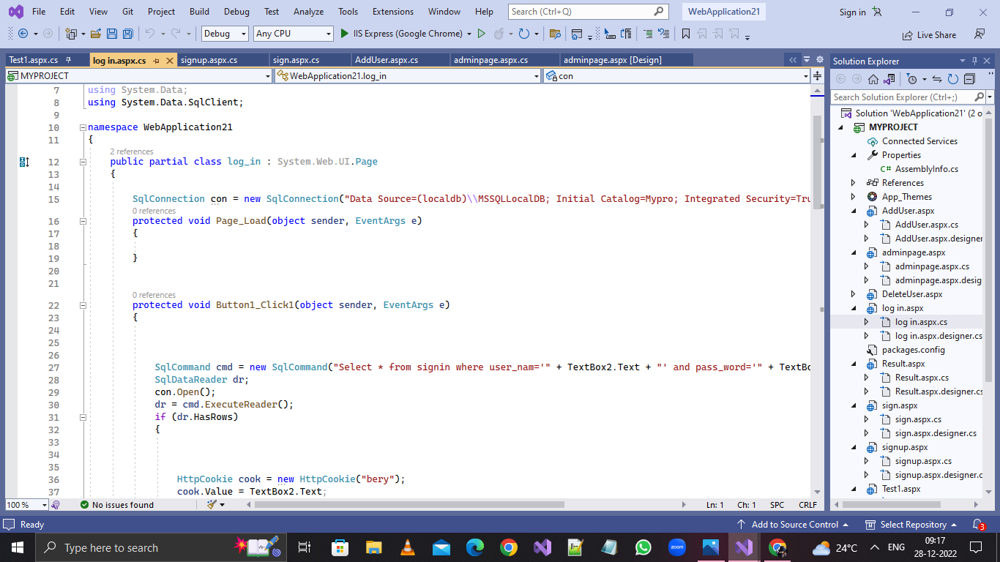 File Edit View Git Project Build Debug Test Analyze Tools Extensions Window Help Search (Ctrl+Q) WebApplication21 Sign in
Debug Any CPU IIS Express (Google Chrome) Live Share
Test1.aspx.cs log in.aspx.cs signup.aspx.cs sign.aspx.cs AddUser.aspx.cs adminpage.aspx.cs adminpage.aspx [Design]
MYPROJECT WebApplication21.log_in con
7 using System.Data;
8 using System.Data.SqlClient;
9
10 namespace WebApplication21
11 {
2 references
12 public partial class log_in : System.Web.UI.Page
13 {
14
15 SqlConnection con = new SqlConnection("Data Source=(localdb)\\MSSQLLocalDB; Initial Catalog=Mypro; Integrated Security=Tru
0 references
16 protected void Page_Load(object sender, EventArgs e)
17 {
18
19 }
20
21
0 references
22 protected void Button1_Click1(object sender, EventArgs e)
23 {
24
25
26
27 SqlCommand cmd = new SqlCommand("Select * from signin where user_nam='" + TextBox2.Text + "' and pass_word='" + TextBo
28 SqlDataReader dr;
29 con.Open();
30 dr = cmd.ExecuteReader();
31 if (dr.HasRows)
32 {
33
34
35
36 HttpCookie cook = new HttpCookie("bery");
37 cook.Value = TextBox2.Text;
100 % No issues found Ln: 1 Ch: 1 SPC CRLF
Solution Explorer
Search Solution Explorer (Ctrl+;)
Solution 'WebApplication21' (2 o
MYPROJECT
Connected Services
Properties
C# AssemblyInfo.cs
References
App_Themes
AddUser.aspx
AddUser.aspx.cs
AddUser.aspx.designer
adminpage.aspx
adminpage.aspx.cs
adminpage.aspx.desig
DeleteUser.aspx
log in.aspx
log in.aspx.cs
log in.aspx.designer.cs
packages.config
Result.aspx
Result.aspx.cs
Result.aspx.designer.cs
sign.aspx
sign.aspx.cs
sign.aspx.designer.cs
signup.aspx
signup.aspx.cs
signup.aspx.designer.c
Test1.aspx
Ready Add to Source Control Select Repository 3
Type here to search zoom 24°C ENG 09:17
28-12-2022